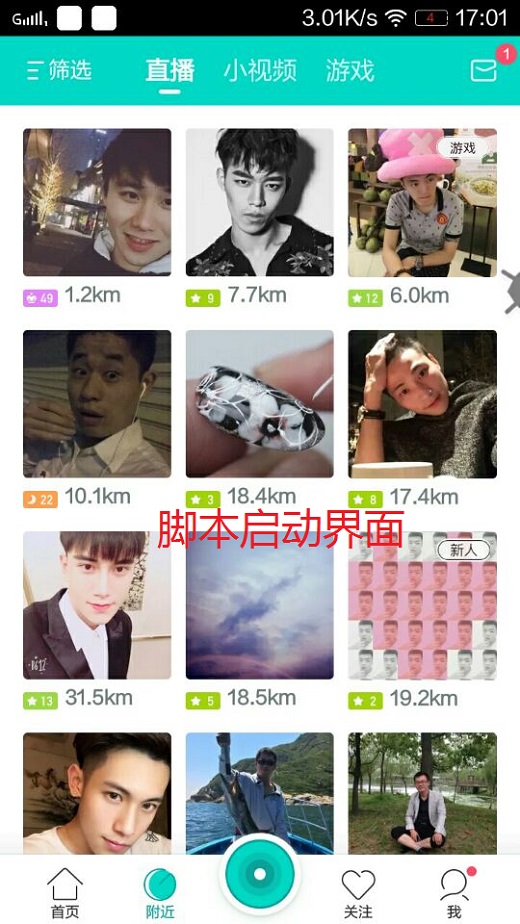 3.01K/s 4 17:01
筛选 直播 小视频 游戏 1
游戏
49 1.2km 9 7.7km 12 6.0km
22 10.1km 3 18.4km 8 17.4km
脚本启动界面
新人
13 31.5km 5 18.5km 2 19.2km
首页 附近 关注 我